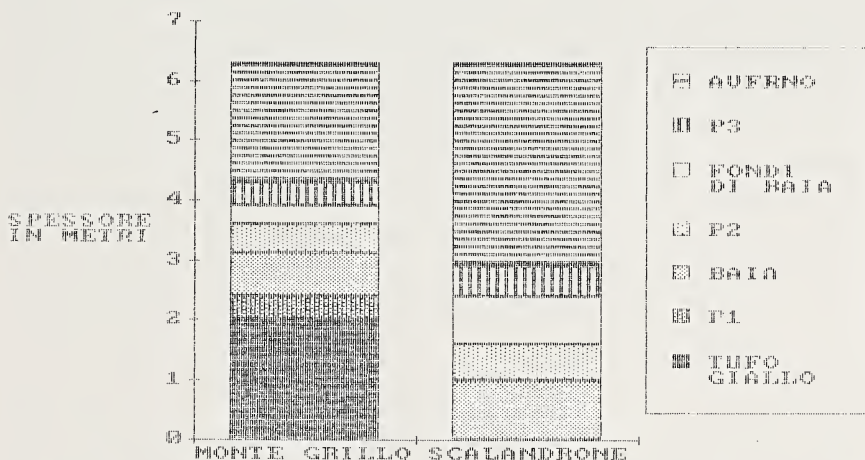 7
6
5
4
3
2
1
0
SPESSORE
IN METRI
MONTE GRILLO
SCALANDRONE
AVERNO
P3
FONDI
DI BAIA
P2
BAIA
P1
TUFO
GIALLO